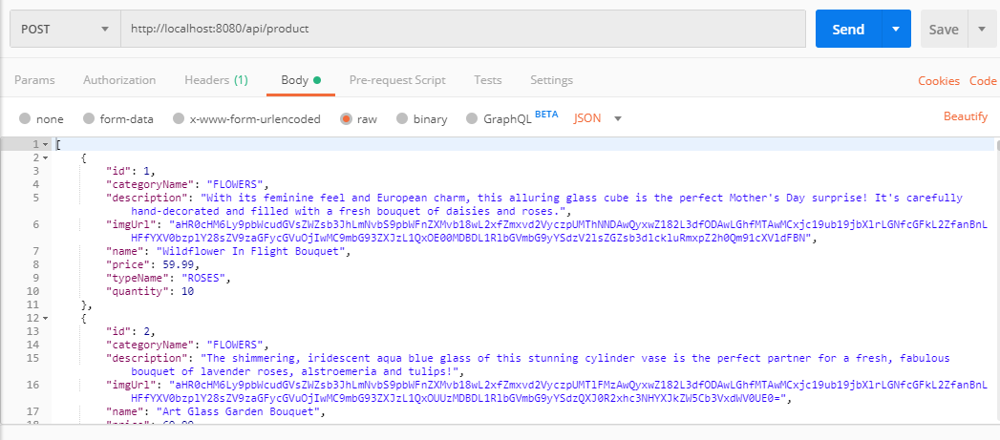 POST http://localhost:8080/api/product Send Save
Params Authorization Headers (1) Body Pre-request Script Tests Settings Cookies Code
none form-data x-www-form-urlencoded raw binary GraphQL BETA JSON Beautify
1 [
2 {
3 "id": 1,
4 "categoryName": "FLOWERS",
5 "description": "With its feminine feel and European charm, this alluring glass cube is the perfect Mother's Day surprise! It's carefully
hand-decorated and filled with a fresh bouquet of daisies and roses.",
6 "imgUrl":
7 "name": "Wildflower In Flight Bouquet",
8 "price": 59.99,
9 "typeName": "ROSES",
10 "quantity": 10
11 },
12 {
13 "id": 2,
14 "categoryName": "FLOWERS",
15 "description": "The shimmering, iridescent aqua blue glass of this stunning cylinder vase is the perfect partner for a fresh, fabulous
bouquet of lavender roses, alstroemeria and tulips!",
16 "imgUrl":
17 "name": "Art Glass Garden Bouquet",